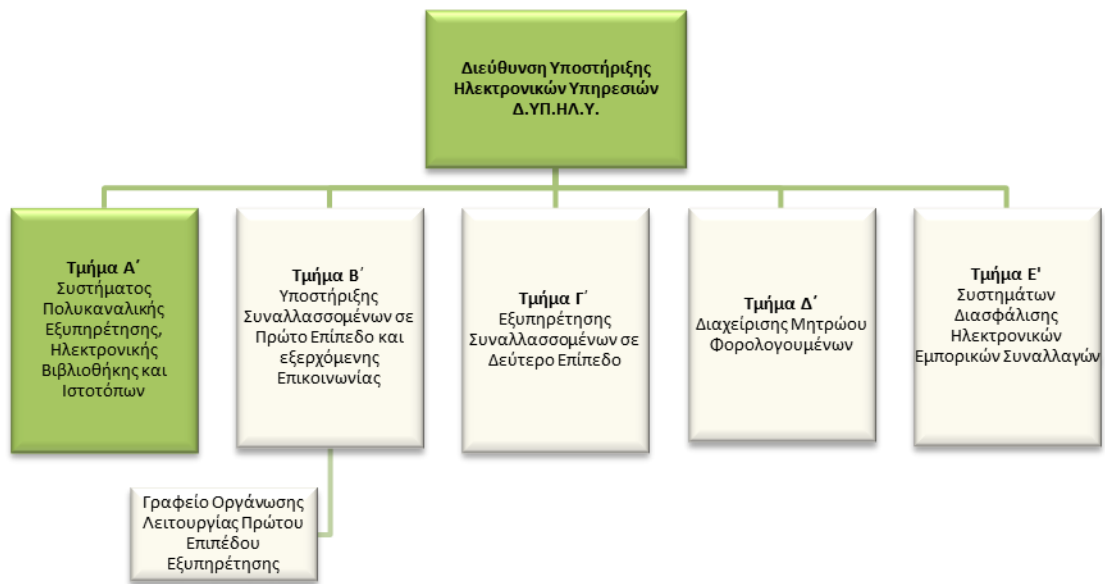 Διεύθυνση Υποστήριξης
Ηλεκτρονικών Υπηρεσιών
Δ.ΥΠ.ΗΛ.Υ.
Τμήμα Α΄
Συστήματος
Πολυκαναλικής
Εξυπηρέτησης,
Ηλεκτρονικής
Βιβλιοθήκης και
Ιστοτόπων
Τμήμα Β΄
Υποστήριξης
Συναλλασσομένων σε
Πρώτο Επίπεδο και
εξερχόμενης
Επικοινωνίας
Γραφείο Οργάνωσης
Λειτουργίας Πρώτου
Επιπέδου
Εξυπηρέτησης
Τμήμα Γ΄
Εξυπηρέτησης
Συναλλασσομένων σε
Δεύτερο Επίπεδο
Τμήμα Δ΄
Διαχείρισης Μητρώου
Φορολογουμένων
Τμήμα Ε'
Συστημάτων
Διασφάλισης
Ηλεκτρονικών
Εμπορικών Συναλλαγών